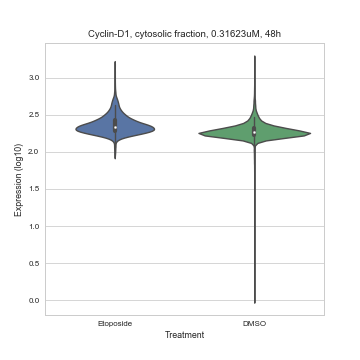 Cyclin-D1, cytosolic fraction, 0.31623uM, 48h
Expression (log10)
3.0
2.5
2.0
1.5
1.0
0.5
0.0
Etoposide
DMSO
Treatment